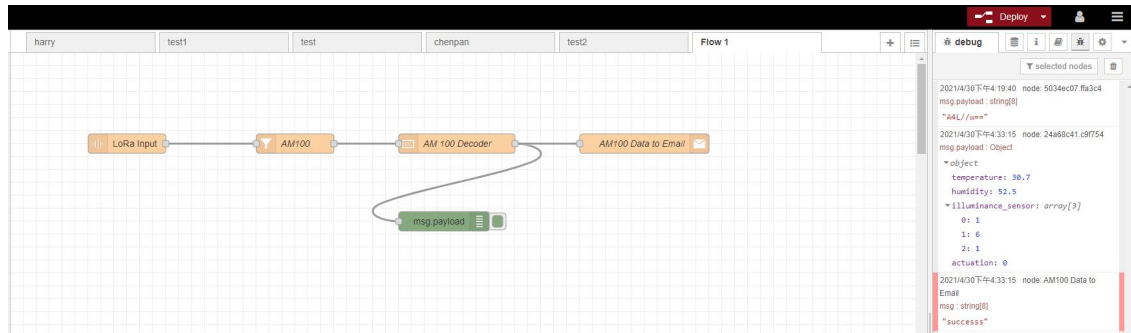 Deploy
harry
test1
test
chenpan
test2
Flow 1
debug
i
selected nodes
2021/4/30下午4:19:40 node: 5034ec07.ffa3c4
msg.payload : string[8]
"A4L//w=="
2021/4/30下午4:33:15 node: 24a68c41.c9f754
msg.payload : Object
object
temperature: 30.7
humidity: 52.5
illuminance_sensor: array[3]
0: 1
1: 6
2: 1
actuation: 0
2021/4/30下午4:33:15 node: AM100 Data to
Email
msg : string[8]
"successs"
LoRa Input
AM100
AM 100 Decoder
AM100 Data to Email
msg.payload